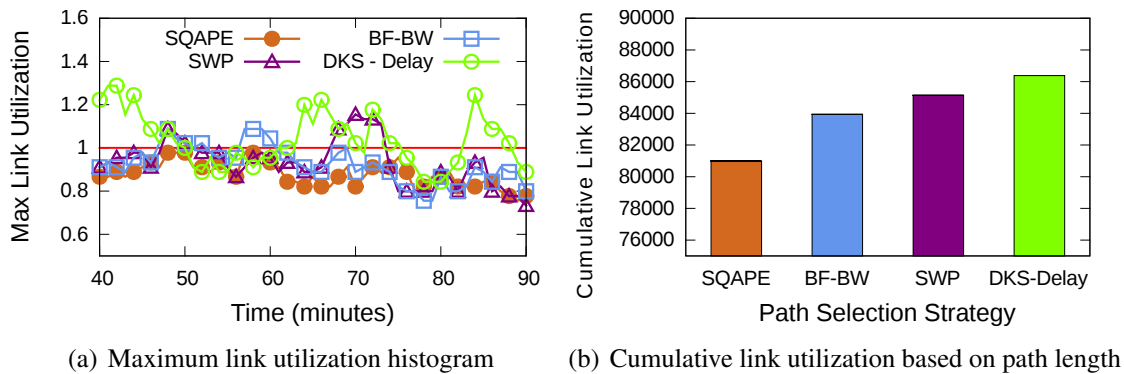 1.6
1.4
1.2
1
0.8
0.6
40 50 60 70 80 90
Max Link Utilization
Time (minutes)
SQAPE
SWP
BF-BW
DKS - Delay
(a) Maximum link utilization histogram
90000
88000
86000
84000
82000
80000
78000
76000
Cumulative Link Utilization
SQAPE BF-BW SWP DKS-Delay
Path Selection Strategy
(b) Cumulative link utilization based on path length